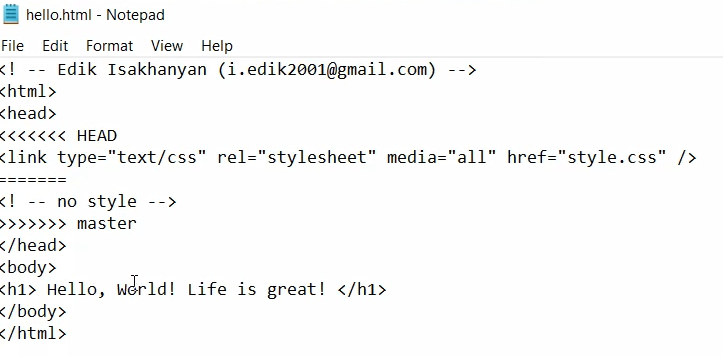 hello.html - Notepad
File Edit Format View Help
<! -- Edik Isakhanyan (i.edik2001@gmail.com) -->
<html>
<head>
<<<<<<< HEAD
<link type="text/css" rel="stylesheet" media="all" href="style.css" />
=======
<! -- no style -->
>>>>>>> master
</head>
<body>
<h1> Hello, World! Life is great! </h1>
</body>
</html>